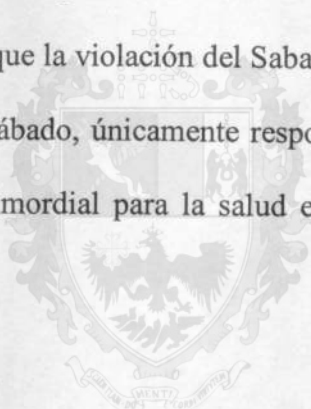 que la violación del Saba
ábado, únicamente respo
mordial para la salud e